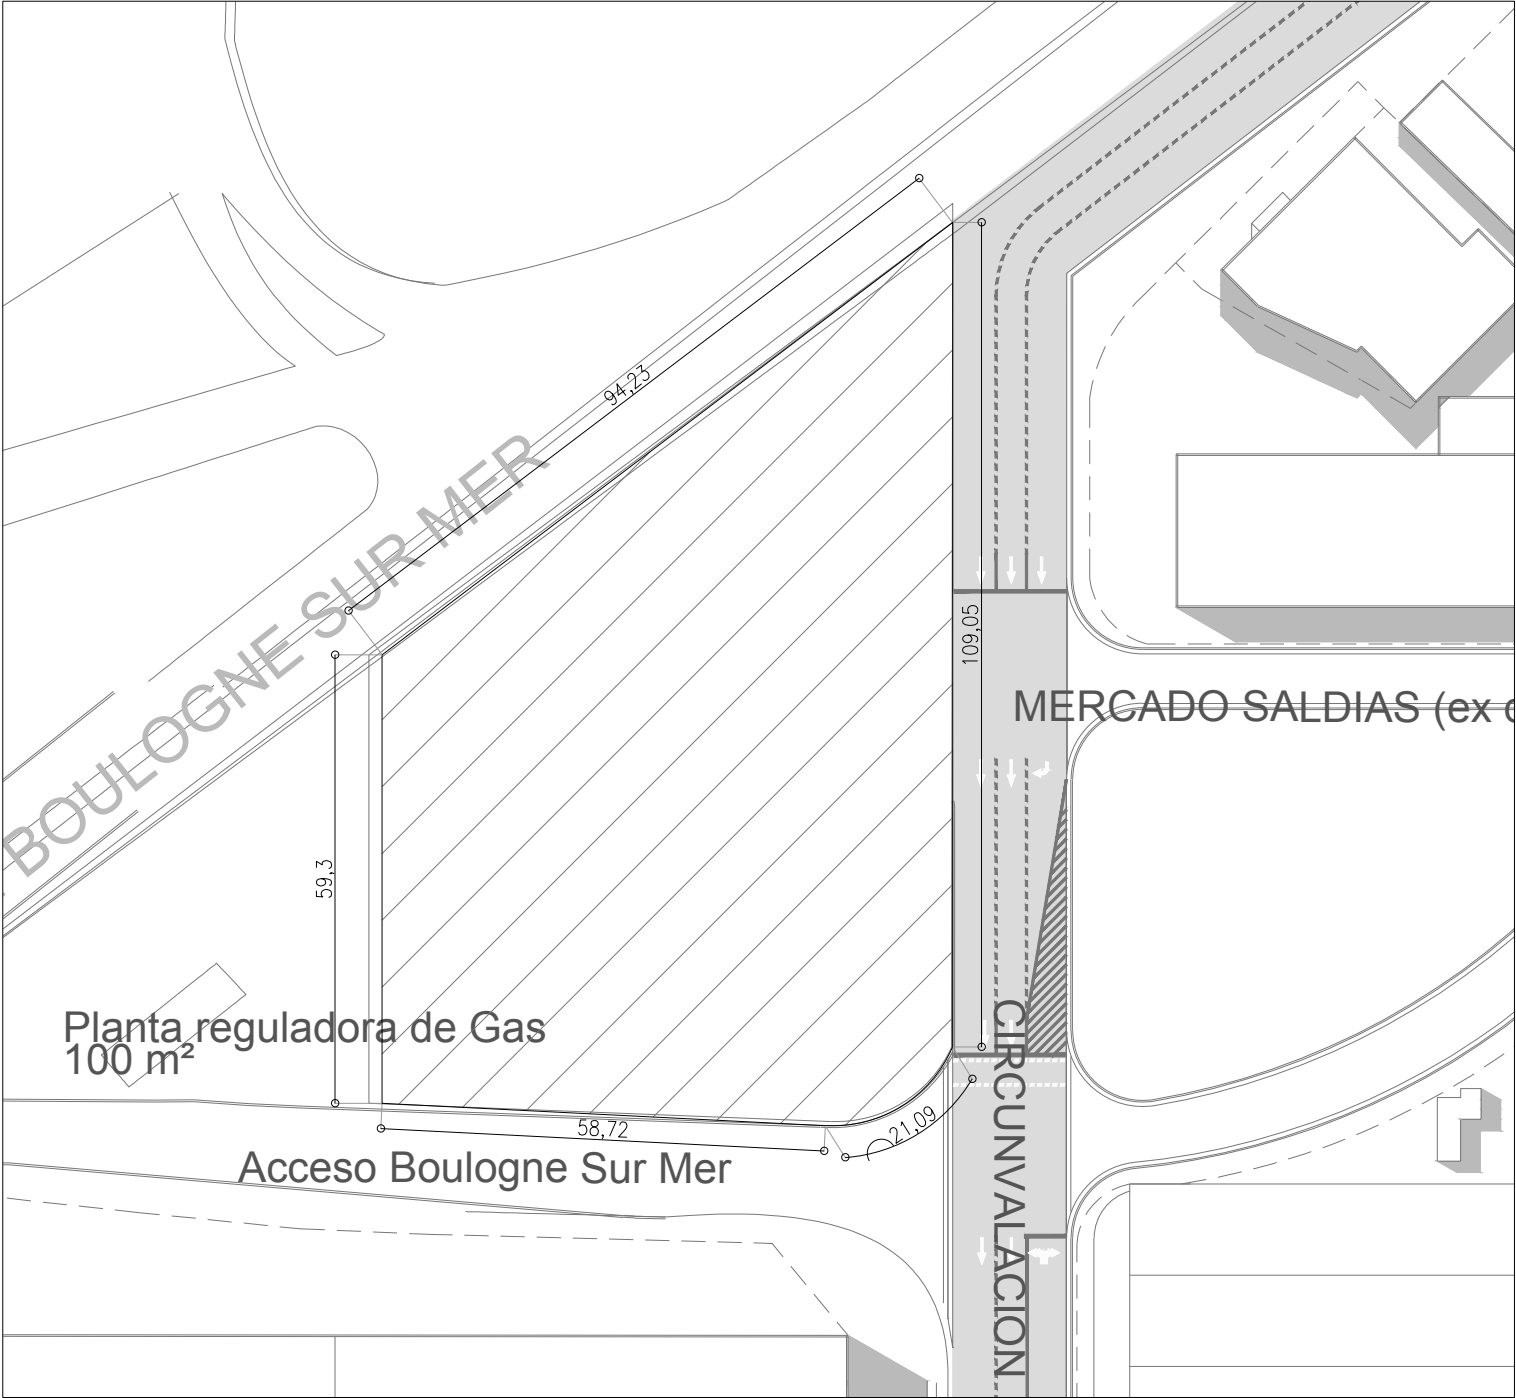 94,23
BOULOGNE SUR MER
109,05
MERCADO SALDIAS (ex
59,3
Planta reguladora de Gas
100 m²
58,72
21,09
Acceso Boulogne Sur Mer
CIRCUNVALACION